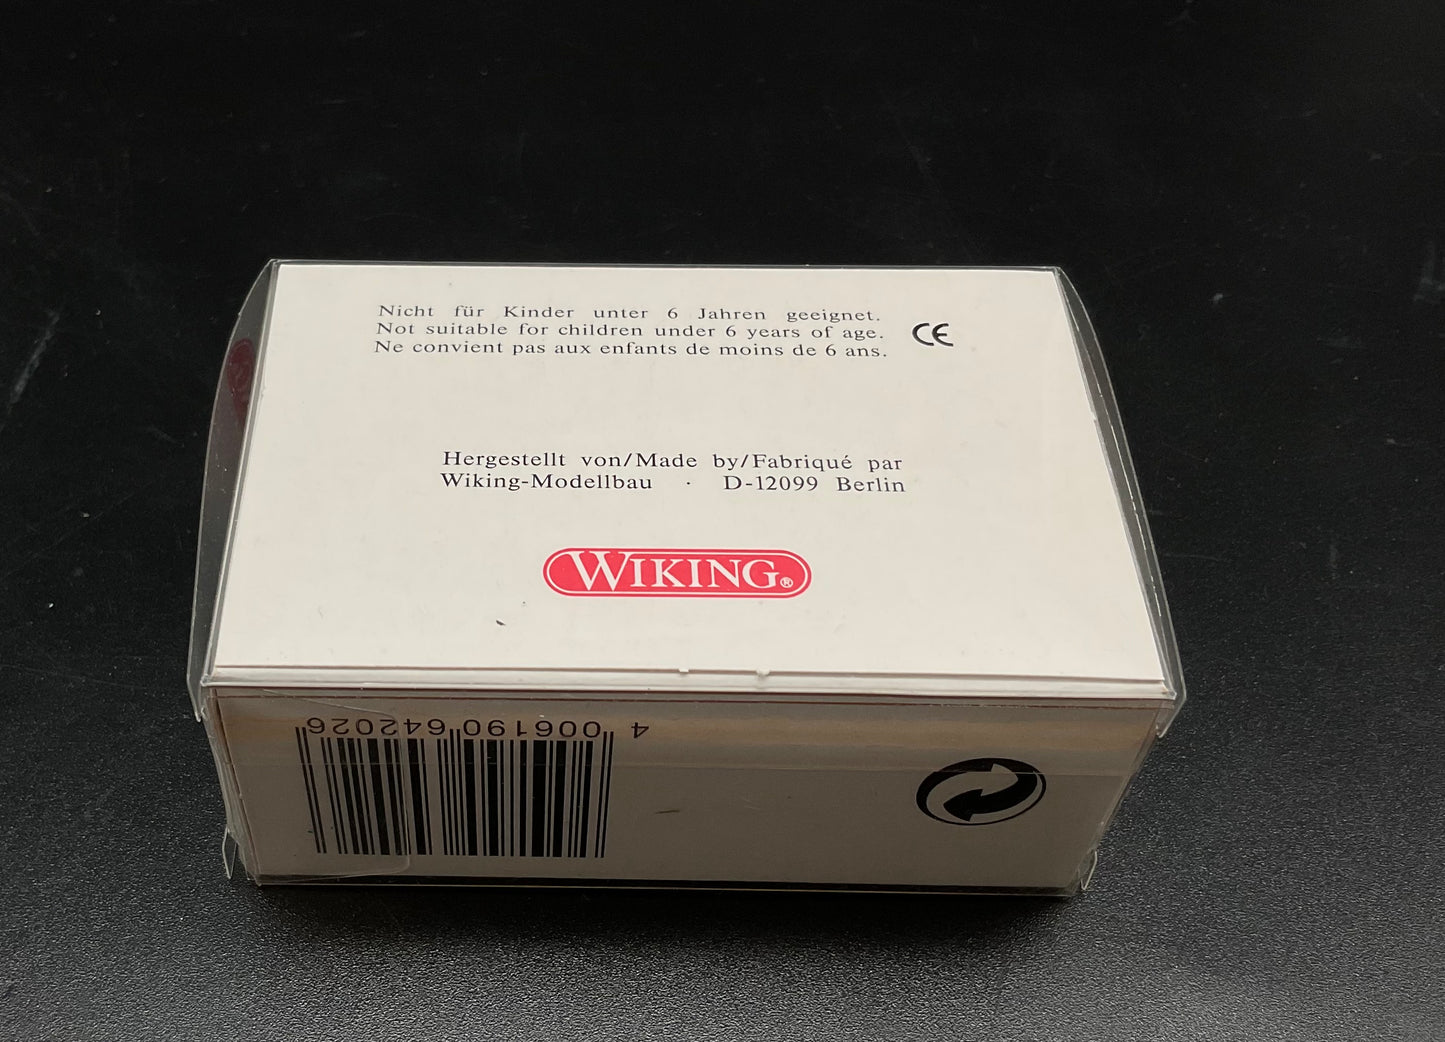 Nicht für Kinder unter 6 Jahren geeignet.
Not suitable for children under 6 years of age.
Ne convient pas aux enfants de moins de 6 ans.
CE
Hergestellt von/Made by/Fabriqué par
Wiking-Modellbau · D-12099 Berlin
WIKING®
4 006190 642026